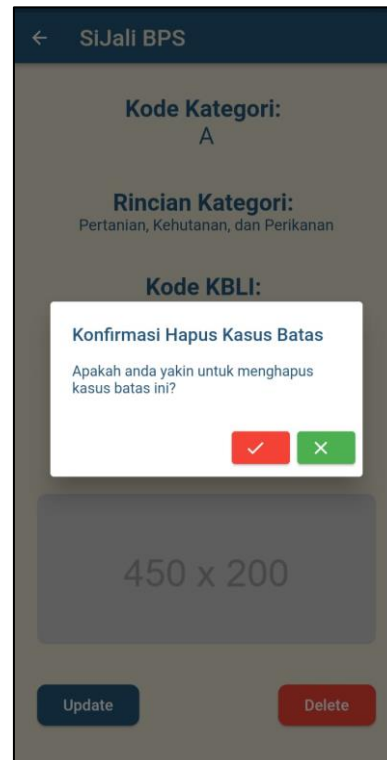 SiJali BPS
Kode Kategori:
A
Rincian Kategori:
Pertanian, Kehutanan, dan Perikanan
Kode KBLI:
Konfirmasi Hapus Kasus Batas
Apakah anda yakin untuk menghapus
kasus batas ini?
450 x 200
Update
Delete